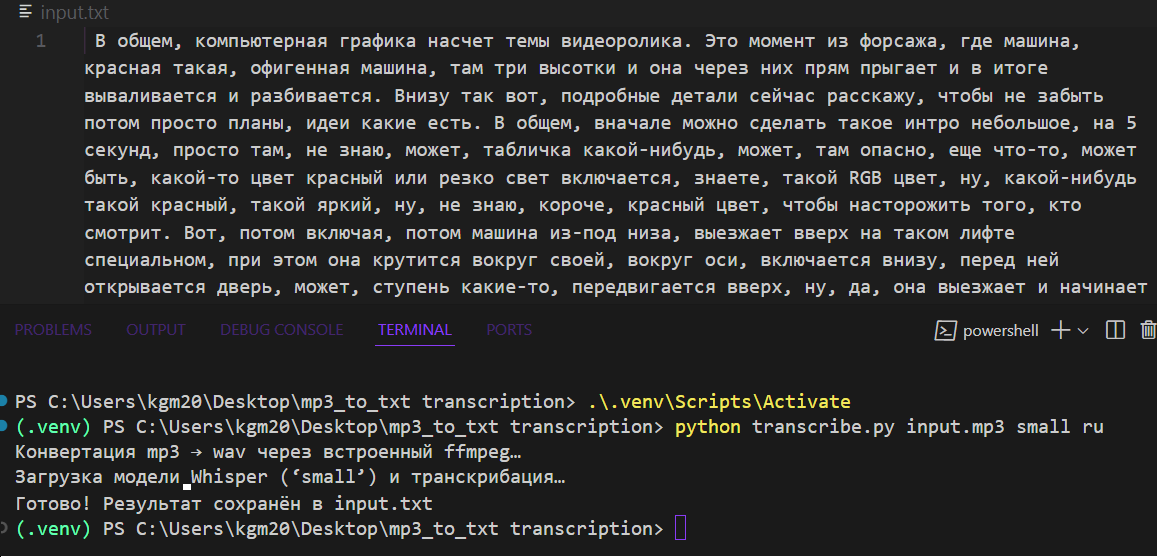 input.txt
1 В общем, компьютерная графика насчет темы видеоролика. Это момент из форсажа, где машина,
красная такая, офигенная машина, там три высотки и она через них прям прыгает и в итоге
вываливается и разбивается. Внизу так вот, подробные детали сейчас расскажу, чтобы не забыть
потом просто планы, идеи какие есть. В общем, вначале можно сделать такое интро небольшое, на 5
секунд, просто там, не знаю, может, табличка какой-нибудь, может, там опасно, еще что-то, может
быть, какой-то цвет красный или резко свет включается, знаете, такой RGB цвет, ну, какой-нибудь
такой красный, такой яркий, ну, не знаю, короче, красный цвет, чтобы насторожить того, кто
смотрит. Вот, потом включая, потом машина из-под низа, выезжает вверх на таком лифте
специальном, при этом она крутится вокруг своей, вокруг оси, включается внизу, перед ней
открывается дверь, может, ступень какие-то, передвигается вверх, ну, да, она выезжает и начинает
PROBLEMS OUTPUT DEBUG CONSOLE TERMINAL PORTS powershell
PS C:\Users\kgm20\Desktop\mp3_to_txt transcription> .\.venv\Scripts\Activate
(.venv) PS C:\Users\kgm20\Desktop\mp3_to_txt transcription> python transcribe.py input.mp3 small ru
Конвертация mp3 → wav через встроенный ffmpeg…
Загрузка модели Whisper (‘small’) и транскрибация…
Готово! Результат сохранён в input.txt
(.venv) PS C:\Users\kgm20\Desktop\mp3_to_txt transcription>